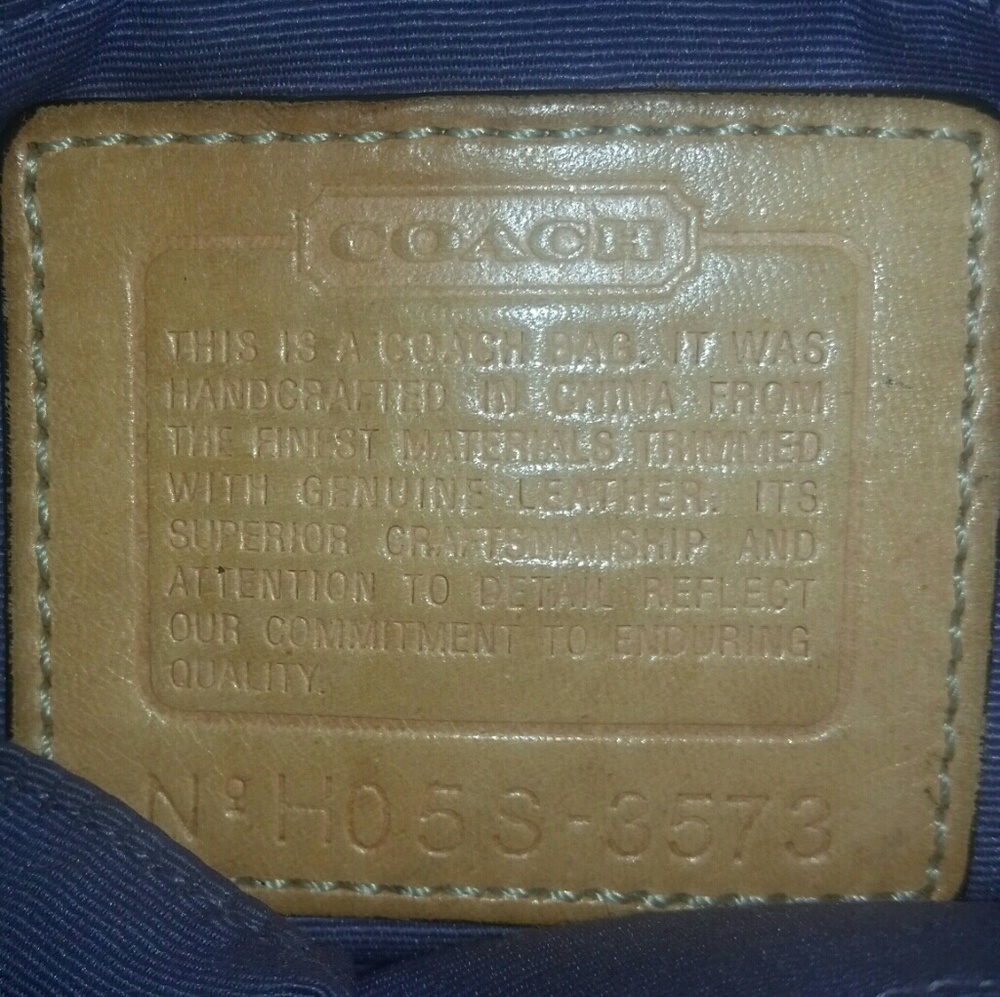 COACH
THIS IS A COACH BAG. IT WAS
HANDCRAFTED IN CHINA FROM
THE FINEST MATERIALS TRIMMED
WITH GENUINE LEATHER. ITS
SUPERIOR CRAFTSMANSHIP AND
ATTENTION TO DETAIL REFLECT
OUR COMMITMENT TO ENDURING
QUALITY.
Nº H05S-3573